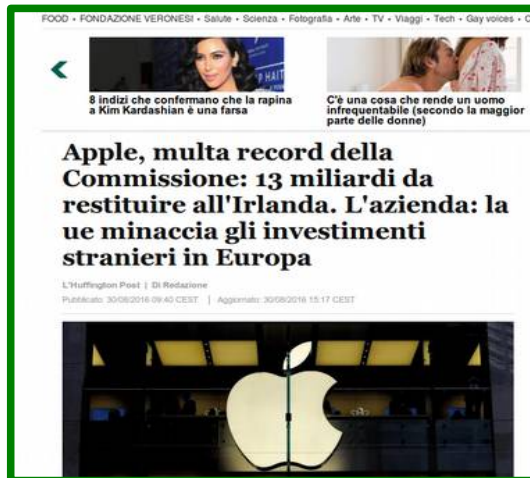 FOOD • FONDAZIONE VERONESI • Salute • Scienza • Fotografia • Arte • TV • Viaggi • Tech • Gay voices •
8 indizi che confermano che la rapina
a Kim Kardashian è una farsa
C'è una cosa che rende un uomo
infrequentabile (secondo la maggior
parte delle donne)
Apple, multa record della
Commissione: 13 miliardi da
restituire all'Irlanda. L'azienda: la
ue minaccia gli investimenti
stranieri in Europa
L'Huffington Post | Di Redazione
Pubblicato: 30/08/2016 09:40 CEST | Aggiornato: 30/08/2016 15:17 CEST